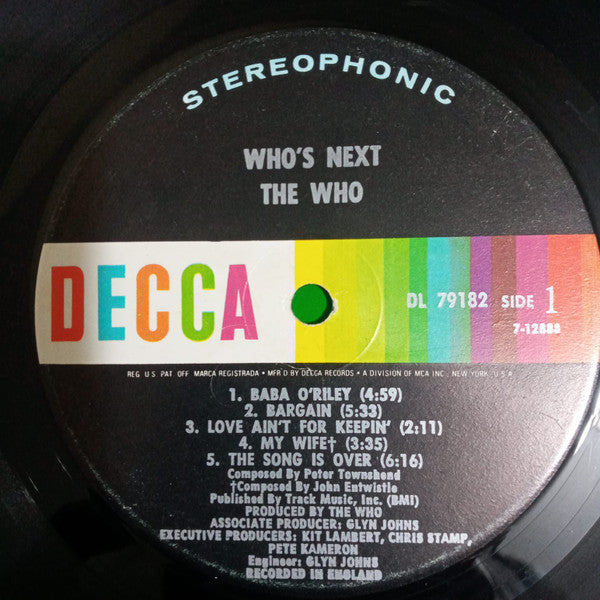 STEREOPHONIC
WHO'S NEXT
THE WHO
DECCA
DL 79182 SIDE 1
7-12888
REG. U.S. PAT. OFF. MARCA REGISTRADA • MFR'D BY DECCA RECORDS • A DIVISION OF MCA INC., NEW YORK, U.S.A.
1. BABA O'RILEY (4:59)
2. BARGAIN (5:33)
3. LOVE AIN'T FOR KEEPIN' (2:11)
4. MY WIFE† (3:35)
5. THE SONG IS OVER (6:16)
Composed By Peter Townshend
†Composed By John Entwistle
Published By Track Music, Inc. (BMI)
PRODUCED BY THE WHO
ASSOCIATE PRODUCER: GLYN JOHNS
EXECUTIVE PRODUCERS: KIT LAMBERT, CHRIS STAMP,
PETE KAMERON
Engineer: GLYN JOHNS
RECORDED IN ENGLAND